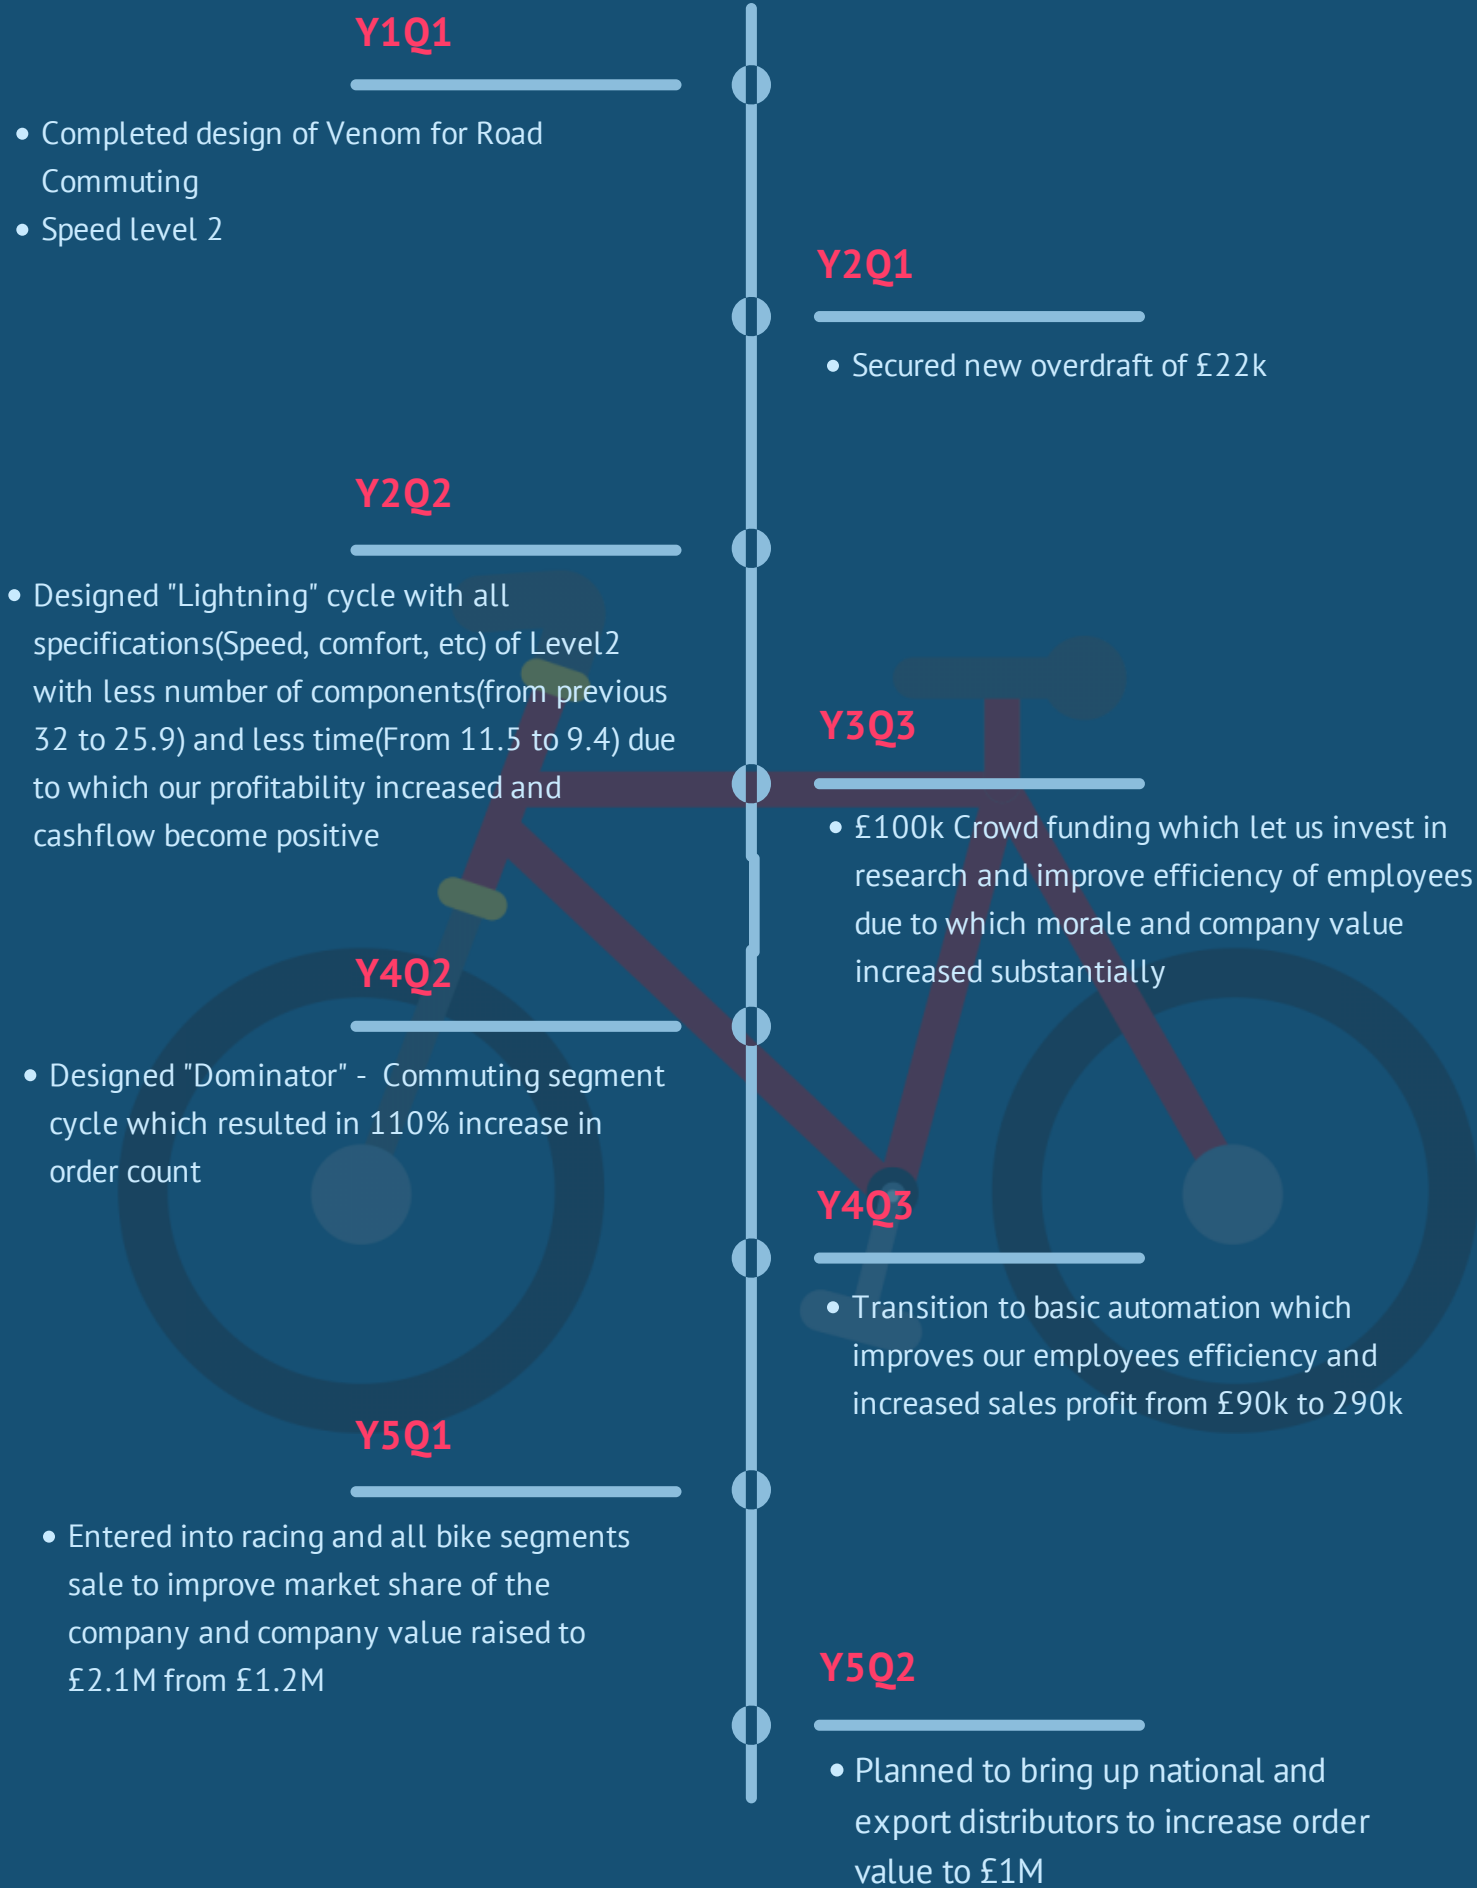 Y1Q1
• Completed design of Venom for Road
Commuting
• Speed level 2
Y2Q1
• Secured new overdraft of £22k
Y2Q2
• Designed "Lightning" cycle with all
specifications(Speed, comfort, etc) of Level2
with less number of components(from previous
32 to 25.9) and less time(From 11.5 to 9.4) due
to which our profitability increased and
cashflow become positive
Y3Q3
• £100k Crowd funding which let us invest in
research and improve efficiency of employees
due to which morale and company value
increased substantially
Y4Q2
• Designed "Dominator" - Commuting segment
cycle which resulted in 110% increase in
order count
Y4Q3
• Transition to basic automation which
improves our employees efficiency and
increased sales profit from £90k to 290k
Y5Q1
• Entered into racing and all bike segments
sale to improve market share of the
company and company value raised to
£2.1M from £1.2M
Y5Q2
• Planned to bring up national and
export distributors to increase order
value to £1M